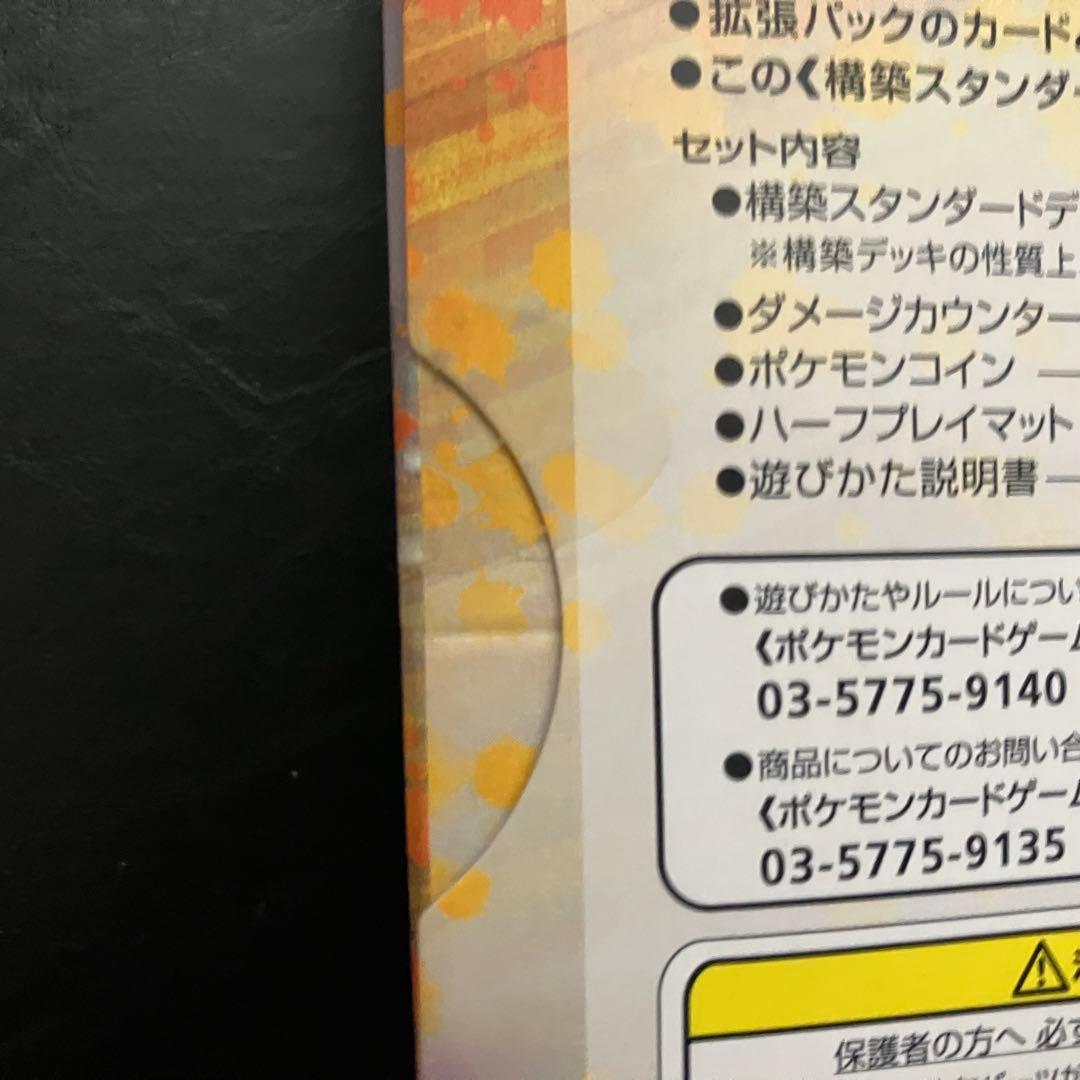 ●拡張パックのカード
●この《構築スタンダー
セット内容
●構築スタンダードデ
※構築デッキの性質上
●ダメージカウンター
●ポケモンコイン
●ハーフプレイマット
●遊びかた説明書
●遊びかたやルールについ
《ポケモンカードゲーム
03-5775-9140
●商品についてのお問い合
《ポケモンカードゲーム
03-5775-9135
保護者の方へ 必ず